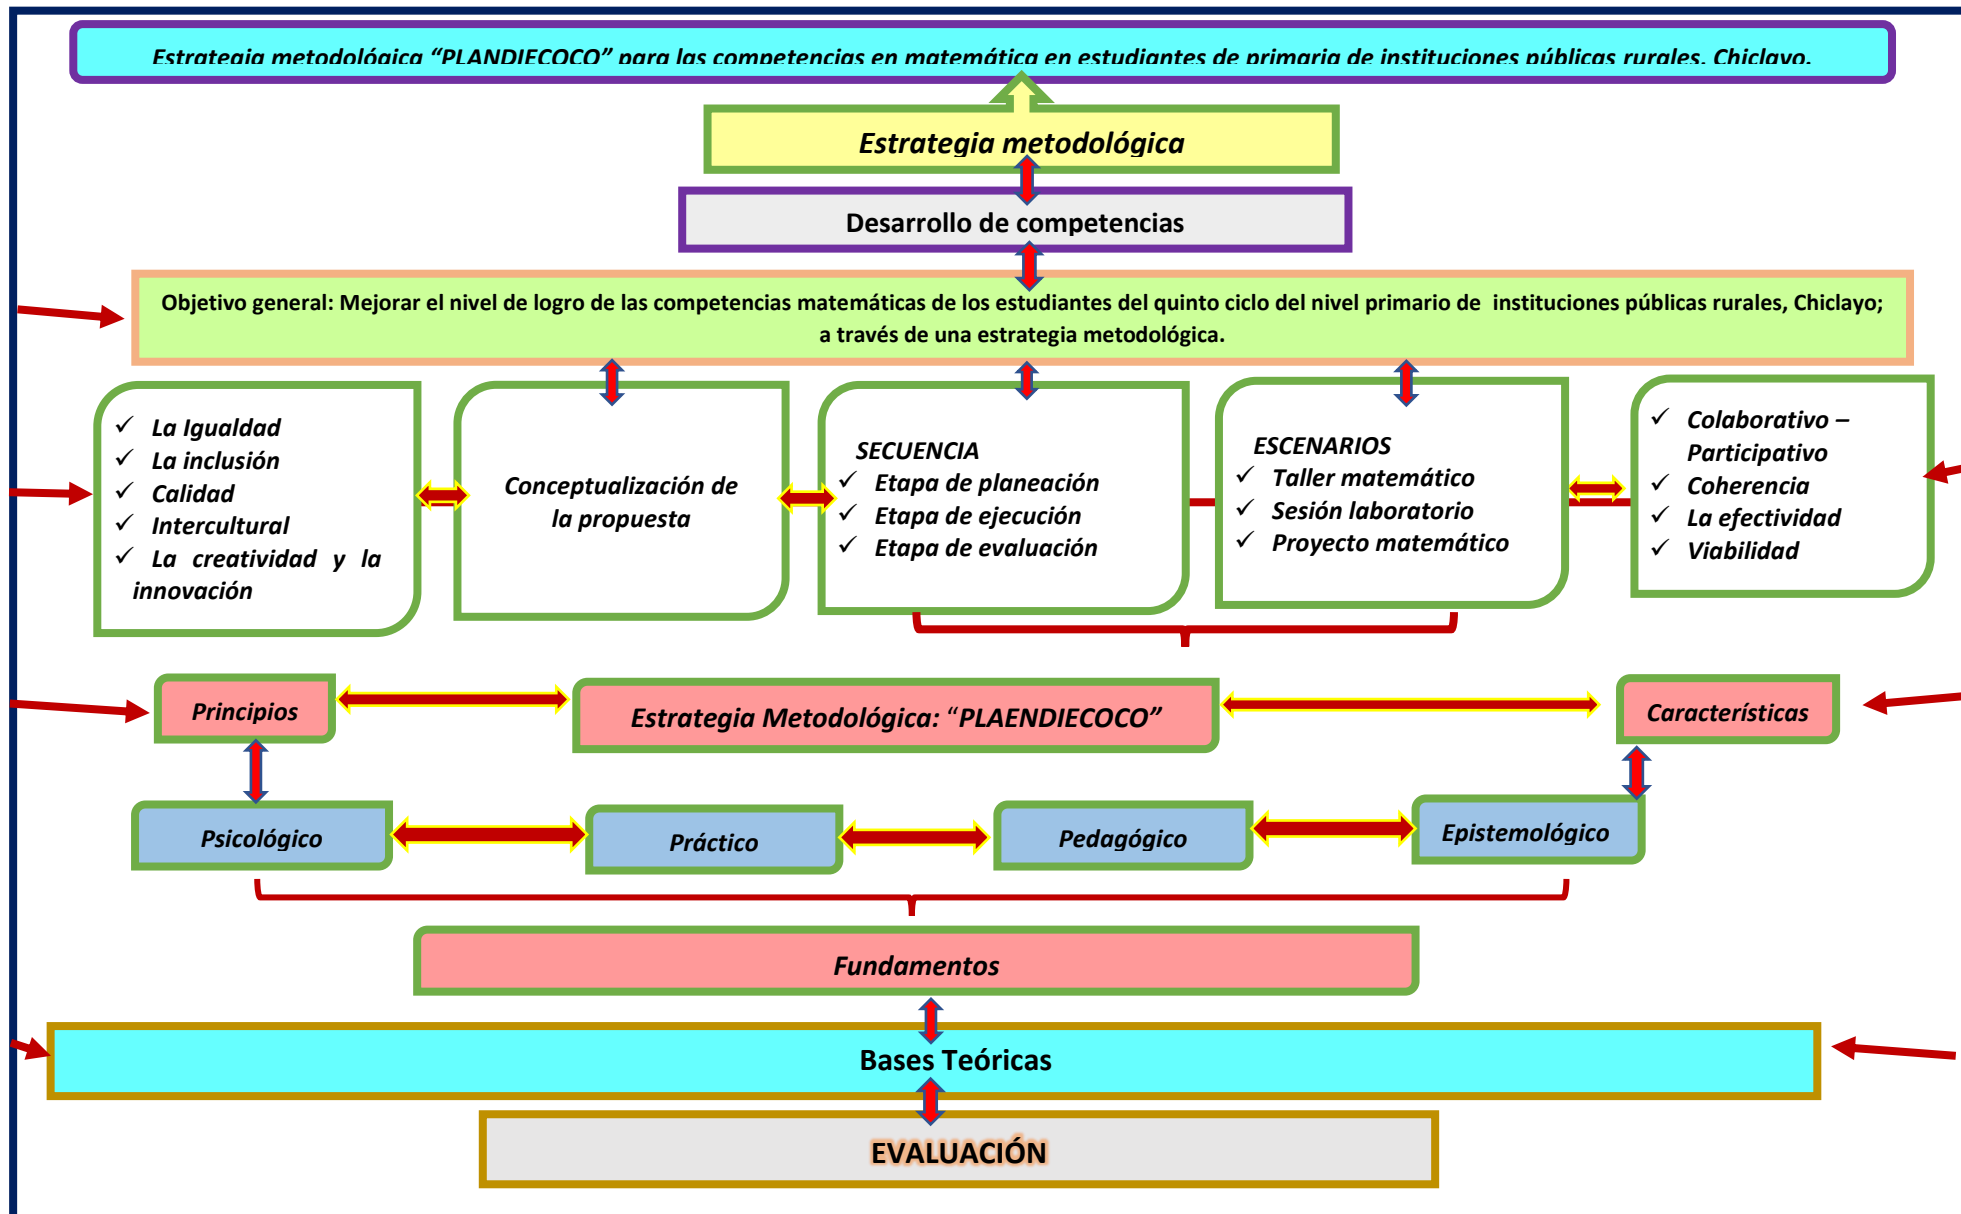 Estrategia metodológica “PLANDIECOCO” para las competencias en matemática en estudiantes de primaria de instituciones públicas rurales. Chiclayo.
Estrategia metodológica
Desarrollo de competencias
Objetivo general: Mejorar el nivel de logro de las competencias matemáticas de los estudiantes del quinto ciclo del nivel primario de instituciones públicas rurales, Chiclayo;
a través de una estrategia metodológica.
✓ La Igualdad
✓ La inclusión
✓ Calidad
✓ Intercultural
✓ La creatividad y la
innovación
Conceptualización de
la propuesta
SECUENCIA
✓ Etapa de planeación
✓ Etapa de ejecución
✓ Etapa de evaluación
ESCENARIOS
✓ Taller matemático
✓ Sesión laboratorio
✓ Proyecto matemático
✓ Colaborativo –
Participativo
✓ Coherencia
✓ La efectividad
✓ Viabilidad
Principios
Estrategia Metodológica: “PLAENDIECOCO”
Característicás
Psicológico
Práctico
Pedagógico
Epistemológico
Fundamentos
Bases Teóricas
EVALUACIÓN